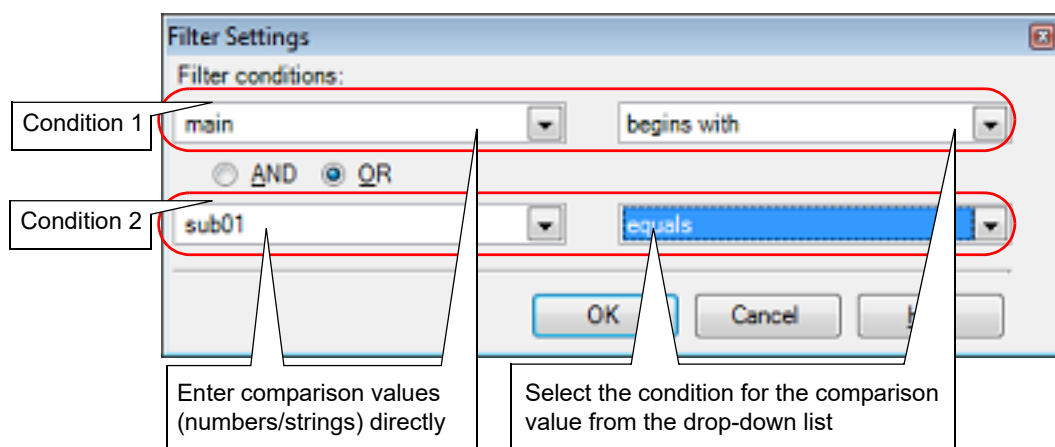 Filter Settings
Filter conditions:
Condition 1
main
begins with
AND
OR
Condition 2
sub01
equals
OK
Cancel
Enter comparison values
(numbers/strings) directly
Select the condition for the comparison
value from the drop-down list